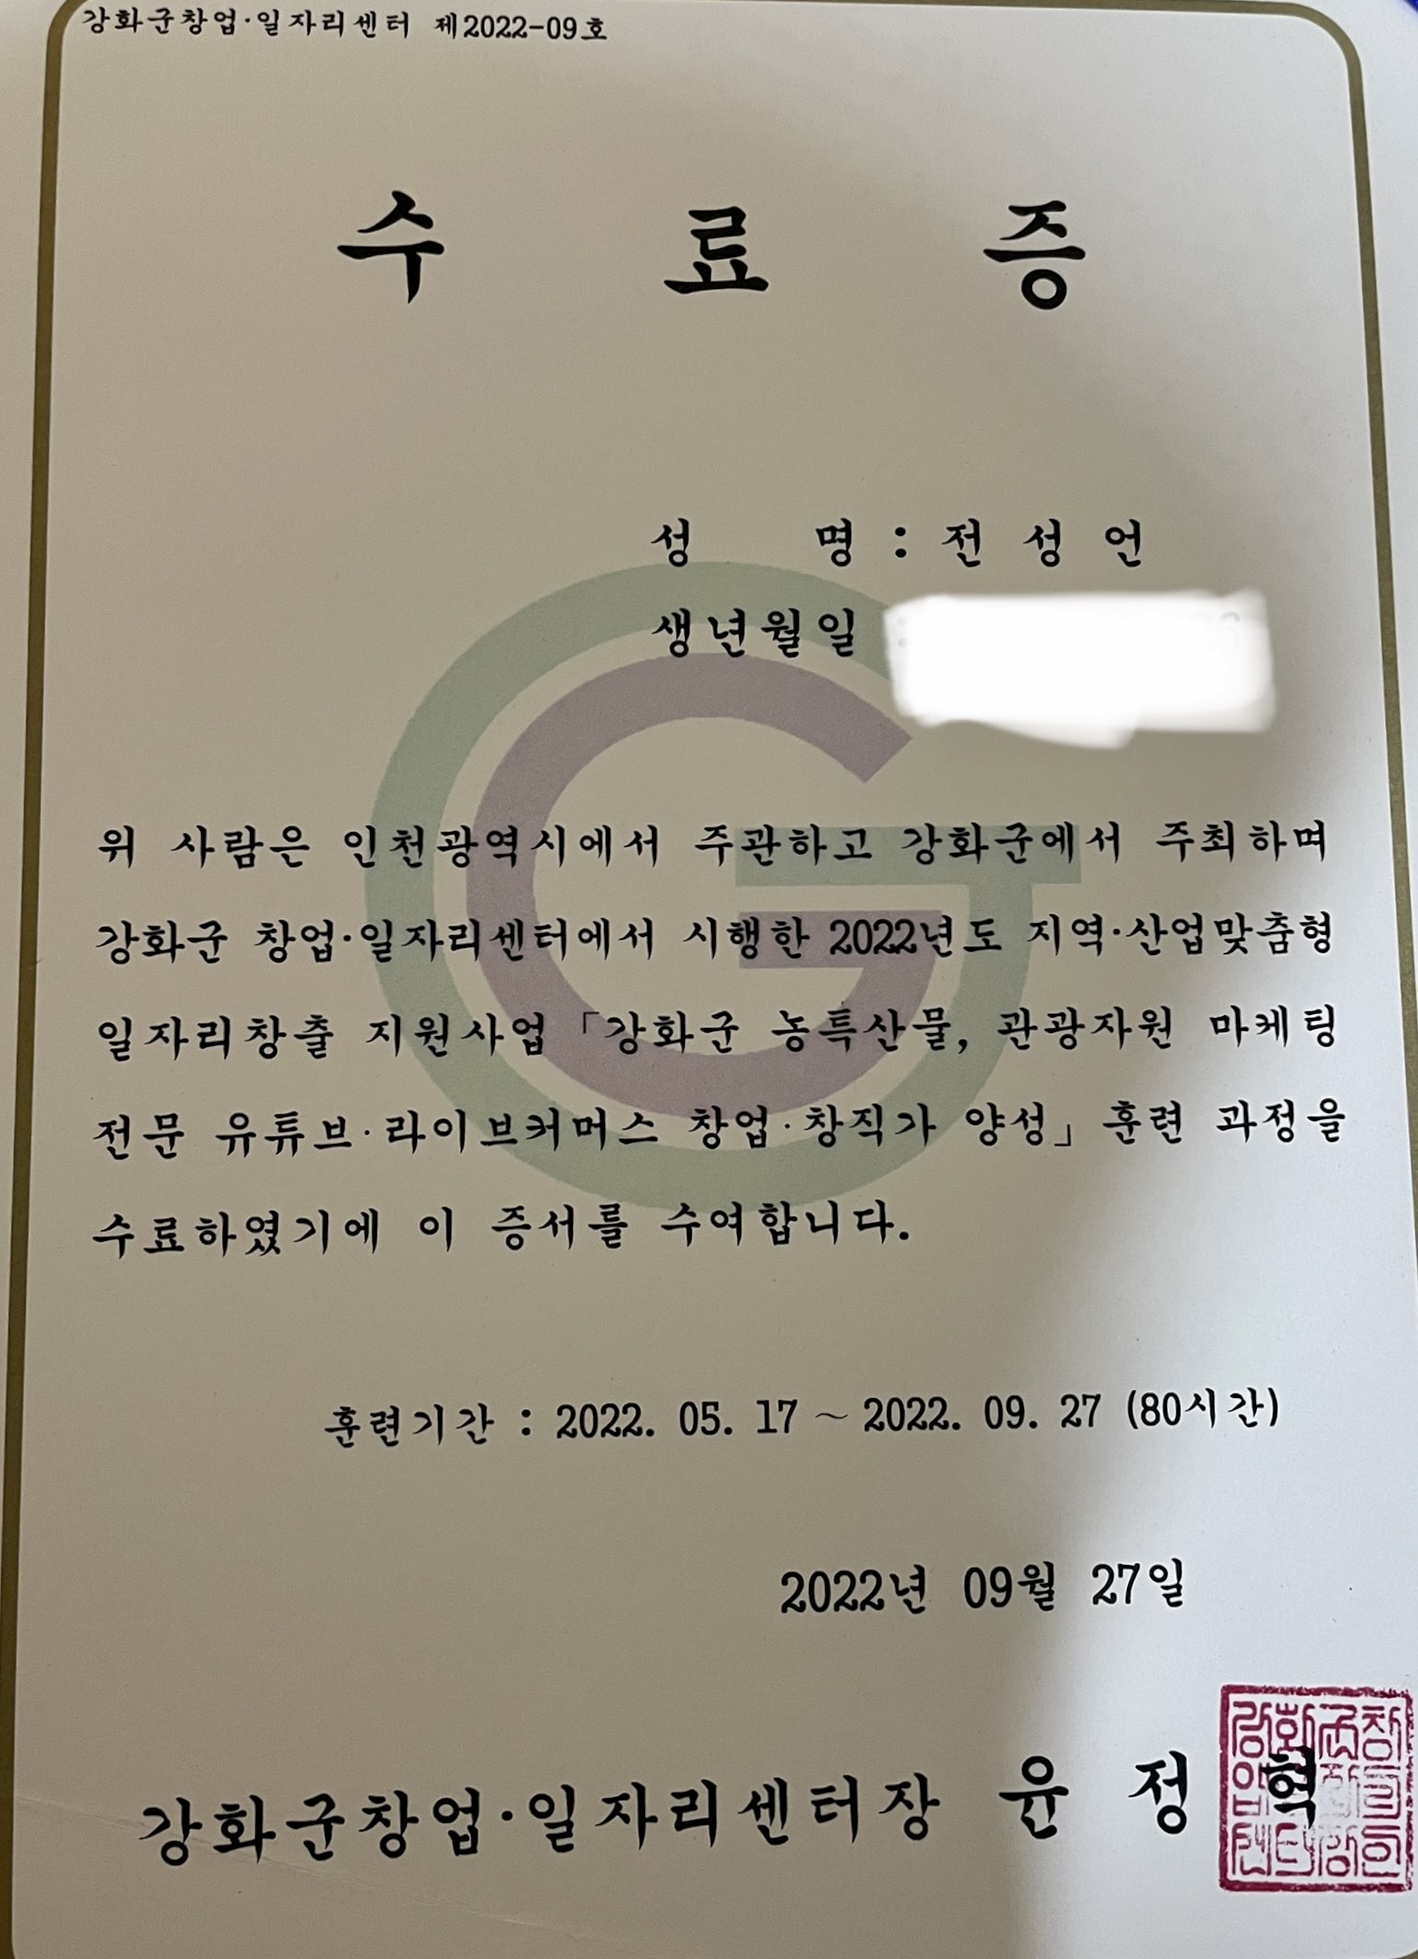 강화군창업·일자리센터 제2022-09호
수 료 증
성 명 : 전 성 언
생년월일 :
위 사람은 인천광역시에서 주관하고 강화군에서 주최하며
강화군 창업·일자리센터에서 시행한 2022년도 지역·산업맞춤형
일자리창출 지원사업 「강화군 농특산물, 관광자원 마케팅
전문 유튜브·라이브커머스 창업·창직가 양성」 훈련 과정을
수료하였기에 이 증서를 수여합니다.
훈련기간 : 2022. 05. 17 ~ 2022. 09. 27 (80시간)
2022년 09월 27일
강화군창업·일자리센터장 윤 정 혁